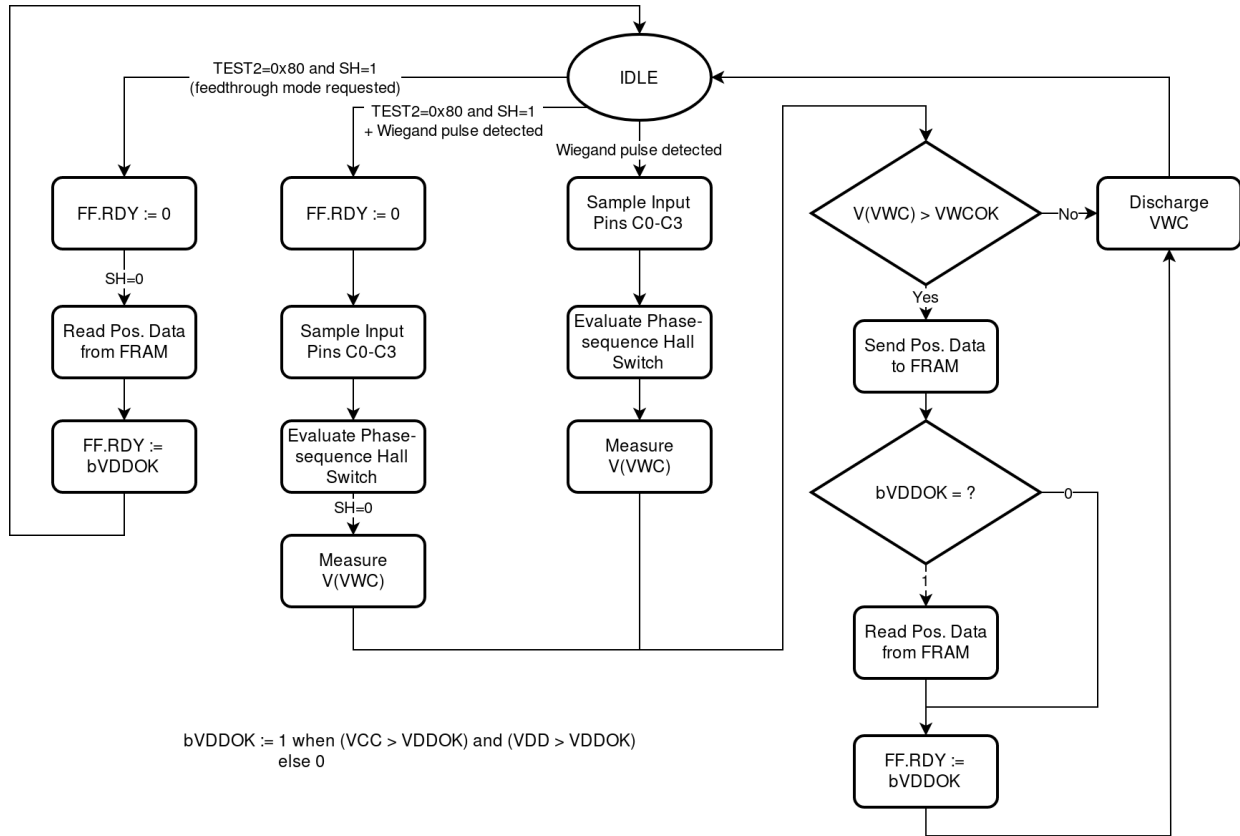 IDLE
TEST2=0x80 and SH=1
(feedthrough mode requested)
TEST2=0x80 and SH=1
+ Wiegand pulse detected
Wiegand pulse detected
FF.RDY := 0
SH=0
Read Pos. Data
from FRAM
FF.RDY :=
bVDDOK
FF.RDY := 0
Sample Input
Pins C0-C3
Evaluate Phase-
sequence Hall
Switch
SH=0
Measure
V(VWC)
Sample Input
Pins C0-C3
Evaluate Phase-
sequence Hall
Switch
Measure
V(VWC)
V(VWC) > VWCOK
No
Discharge
VWC
Yes
Send Pos. Data
to FRAM
bVDDOK = ?
0
1
Read Pos. Data
from FRAM
FF.RDY :=
bVDDOK
bVDDOK := 1 when (VCC > VDDOK) and (VDD > VDDOK)
else 0